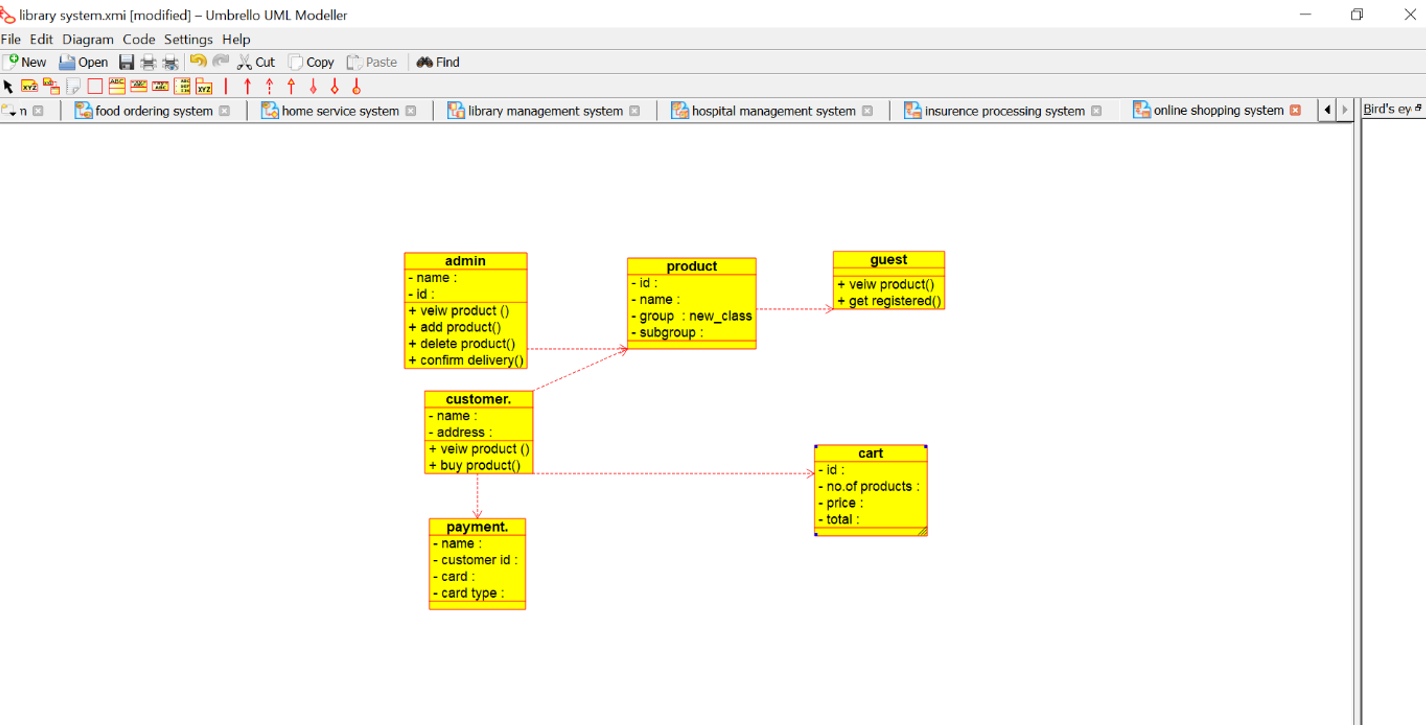 library system.xmi [modified] – Umbrello UML Modeller
File Edit Diagram Code Settings Help
New Open Cut Copy Paste Find
n food ordering system home service system library management system hospital management system insurence processing system online shopping system Bird's ey
admin
- name :
- id :
+ veiw product ()
+ add product()
+ delete product()
+ confirm delivery()
product
- id :
- name :
- group : new_class
- subgroup :
guest
+ veiw product()
+ get registered()
customer.
- name :
- address :
+ veiw product ()
+ buy product()
cart
- id :
- no.of products :
- price :
- total :
payment.
- name :
- customer id :
- card :
- card type :